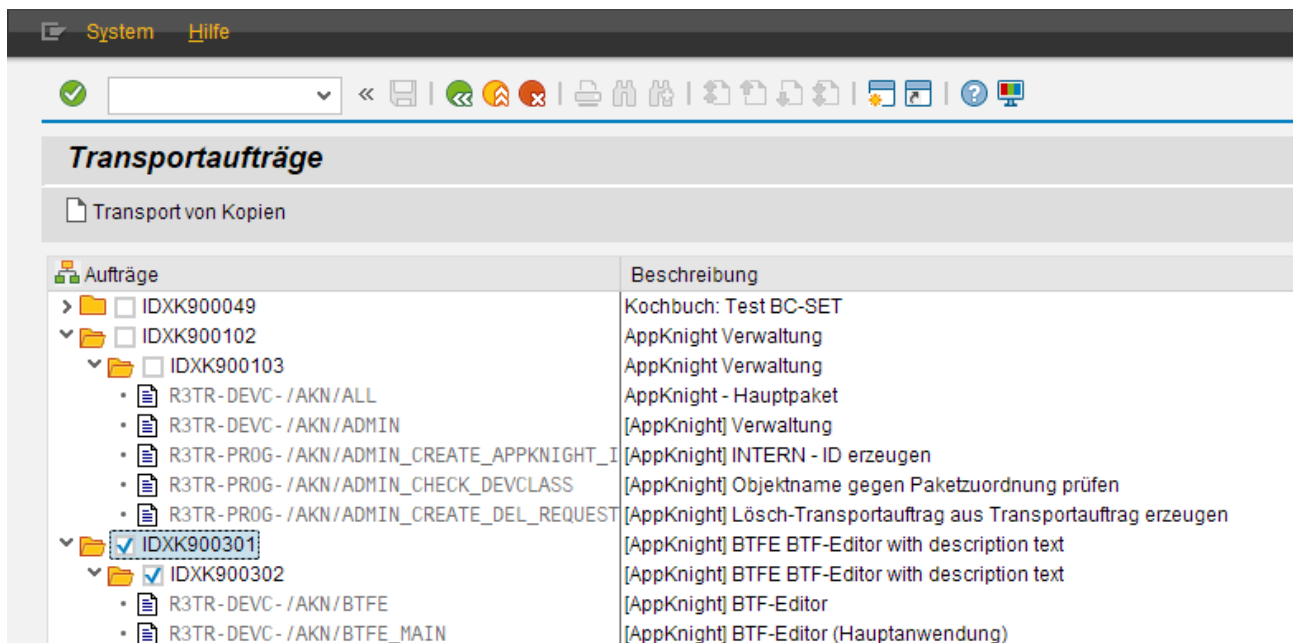 System Hilfe
Transportaufträge
Transport von Kopien
Aufträge Beschreibung
IDXK900049 Kochbuch: Test BC-SET
IDXK900102 AppKnight Verwaltung
IDXK900103 AppKnight Verwaltung
R3TR-DEVC-/AKN/ALL AppKnight - Hauptpaket
R3TR-DEVC-/AKN/ADMIN [AppKnight] Verwaltung
R3TR-PROG-/AKN/ADMIN_CREATE_APPKNIGHT_I [AppKnight] INTERN - ID erzeugen
R3TR-PROG-/AKN/ADMIN_CHECK_DEVCLASS [AppKnight] Objektname gegen Paketzuordnung prüfen
R3TR-PROG-/AKN/ADMIN_CREATE_DEL_REQUEST [AppKnight] Lösch-Transportauftrag aus Transportauftrag erzeugen
IDXK900301 [AppKnight] BTFE BTF-Editor with description text
IDXK900302 [AppKnight] BTFE BTF-Editor with description text
R3TR-DEVC-/AKN/BTFE [AppKnight] BTF-Editor
R3TR-DEVC-/AKN/BTFE_MAIN [AppKnight] BTF-Editor (Hauptanwendung)